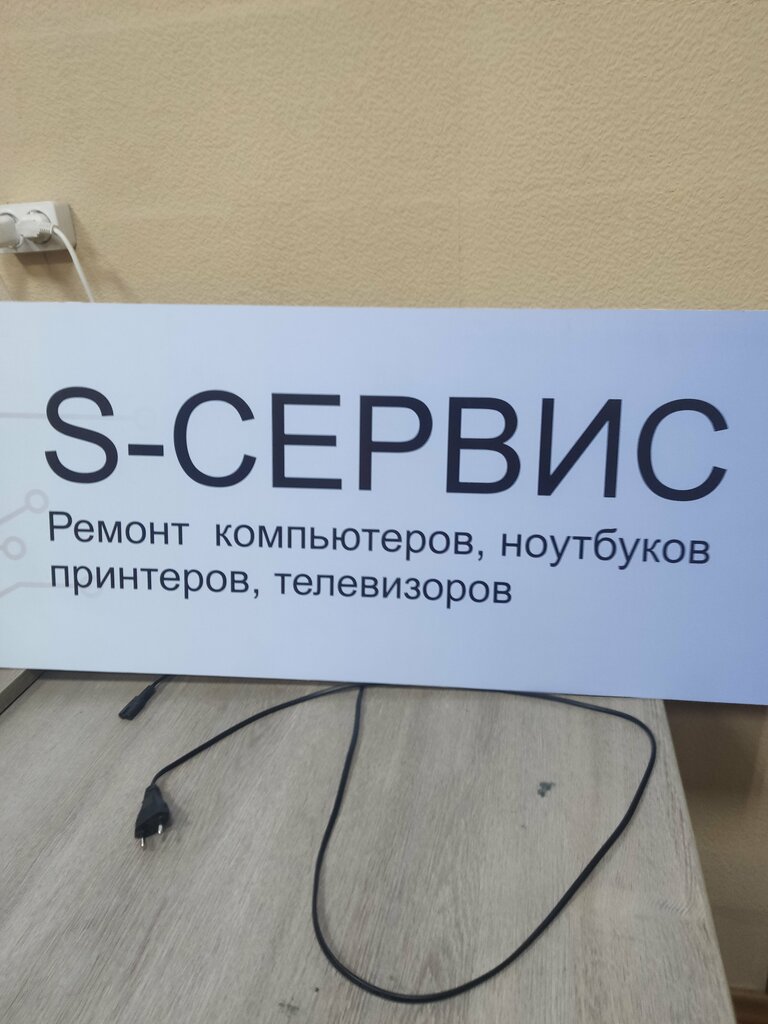 S-СЕРВИС
Ремонт компьютеров, ноутбуков
принтеров, телевизоров